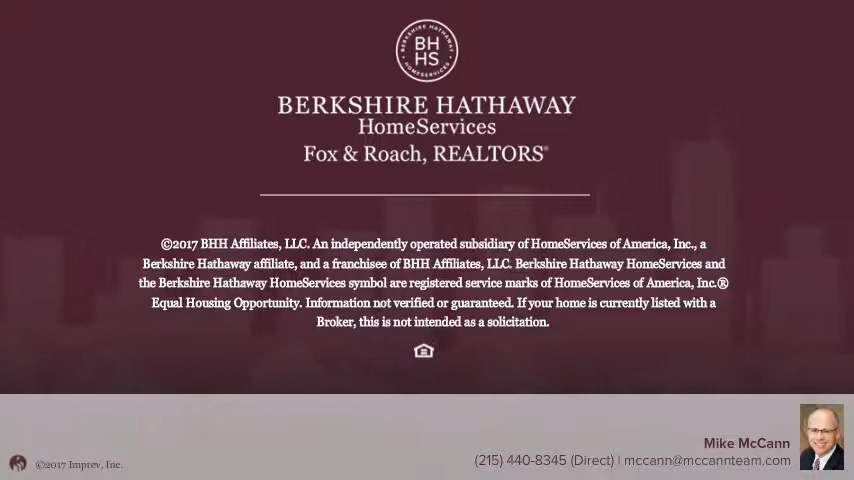 BERKSHIRE HATHAWAY
HOMESERVICES
BH
HS
BERKSHIRE HATHAWAY
HomeServices
Fox & Roach, REALTORS®
©2017 BHH Affiliates, LLC. An independently operated subsidiary of HomeServices of America, Inc., a
Berkshire Hathaway affiliate, and a franchisee of BHH Affiliates, LLC. Berkshire Hathaway HomeServices and
the Berkshire Hathaway HomeServices symbol are registered service marks of HomeServices of America, Inc.®
Equal Housing Opportunity. Information not verified or guaranteed. If your home is currently listed with a
Broker, this is not intended as a solicitation.
Mike McCann
(215) 440-8345 (Direct) | mccann@mccannteam.com
©2017 Imprev, Inc.